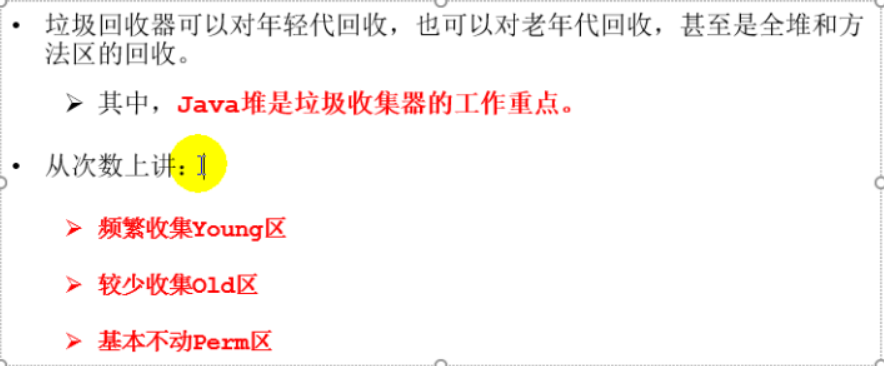 • 垃圾回收器可以对年轻代回收，也可以对老年代回收，甚至是全堆和方
法区的回收。
➢ 其中，Java堆是垃圾收集器的工作重点。
• 从次数上讲：
➢ 频繁收集Young区
➢ 较少收集Old区
➢ 基本不动Perm区